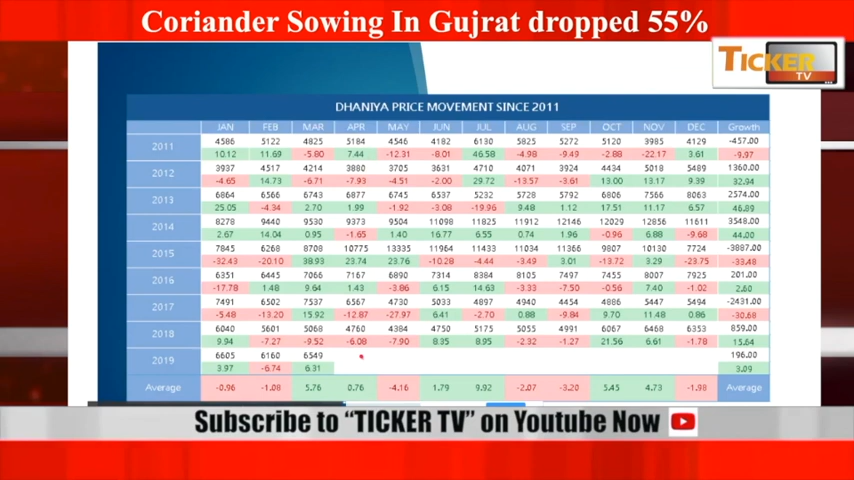 Coriander Sowing In Gujrat dropped 55%
TICKER
TV
DHANIYA PRICE MOVEMENT SINCE 2011
JAN FEB MAR APR MAY JUN JUL AUG SEP OCT NOV DEC Growth
2011 4586 5122 4825 5184 4546 4182 6130 5825 5272 5120 3985 4129 -457.00
10.12 11.69 -5.80 7.44 -12.31 -8.01 46.58 -4.98 -9.49 -2.88 -22.17 3.61 -9.97
2012 3937 4517 4214 3880 3705 3631 4710 4071 3924 4434 5018 5489 1360.00
-4.65 14.73 -6.71 -7.93 -4.51 -2.00 29.72 -13.57 -3.61 13.00 13.17 9.39 32.94
2013 6864 6566 6743 6877 6745 6537 5232 5728 5792 6806 7566 8063 2574.00
25.05 -4.34 2.70 1.99 -1.92 -3.08 -19.96 9.48 1.12 17.51 11.17 6.57 46.89
2014 8278 9440 9530 9373 9504 11098 11825 11912 12146 12029 12856 11611 3548.00
2.67 14.04 0.95 -1.65 1.40 16.77 6.55 0.74 1.96 -0.96 6.88 -9.68 44.00
2015 7845 6268 8708 10775 13335 11964 11433 11034 11366 9807 10130 7724 -3887.00
-32.43 -20.10 38.93 23.74 23.76 -10.28 -4.44 -3.49 3.01 -13.72 3.29 -23.75 -33.48
2016 6351 6445 7066 7167 6890 7314 8384 8105 7497 7455 8007 7925 201.00
-17.78 1.48 9.64 1.43 -3.86 6.15 14.63 -3.33 -7.50 -0.56 7.40 -1.02 2.60
2017 7491 6502 7537 6567 4730 5033 4897 4940 4454 4886 5447 5494 -2431.00
-5.48 -13.20 15.92 -12.87 -27.97 6.41 -2.70 0.88 -9.84 9.70 11.48 0.86 -30.68
2018 6040 5601 5068 4760 4384 4750 5175 5055 4991 6067 6468 6353 859.00
9.94 -7.27 -9.52 -6.08 -7.90 8.35 8.95 -2.32 -1.27 21.56 6.61 -1.78 15.64
2019 6605 6160 6549 196.00
3.97 -6.74 6.31 3.09
Average -0.96 -1.08 5.76 0.76 -4.16 1.79 9.92 -2.07 -3.20 5.45 4.73 -1.98 Average
Subscribe to “TICKER TV” on Youtube Now